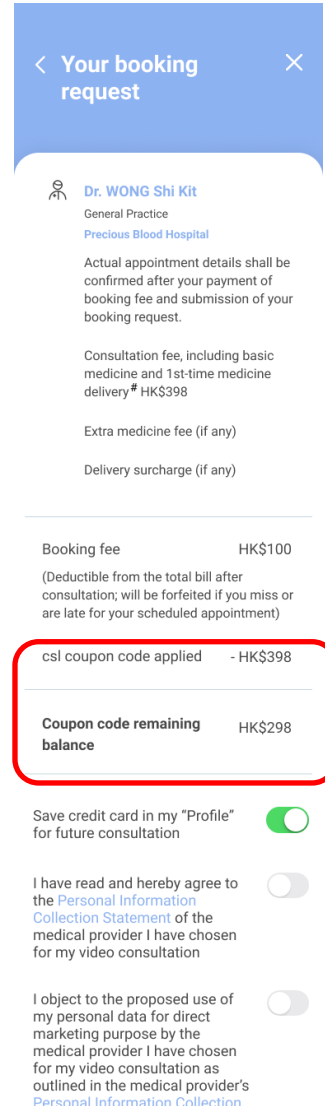 Your booking
request
Dr. WONG Shi Kit
General Practice
Precious Blood Hospital
Actual appointment details shall be
confirmed after your payment of
booking fee and submission of your
booking request.
Consultation fee, including basic
medicine and 1st-time medicine
delivery# HK$398
Extra medicine fee (if any)
Delivery surcharge (if any)
Booking fee HK$100
(Deductible from the total bill after
consultation; will be forfeited if you miss or
are late for your scheduled appointment)
csl coupon code applied - HK$398
Coupon code remaining
balance HK$298
Save credit card in my “Profile”
for future consultation
I have read and hereby agree to
the Personal Information
Collection Statement of the
medical provider I have chosen
for my video consultation
I object to the proposed use of
my personal data for direct
marketing purpose by the
medical provider I have chosen
for my video consultation as
outlined in the medical provider’s
Personal Information Collection